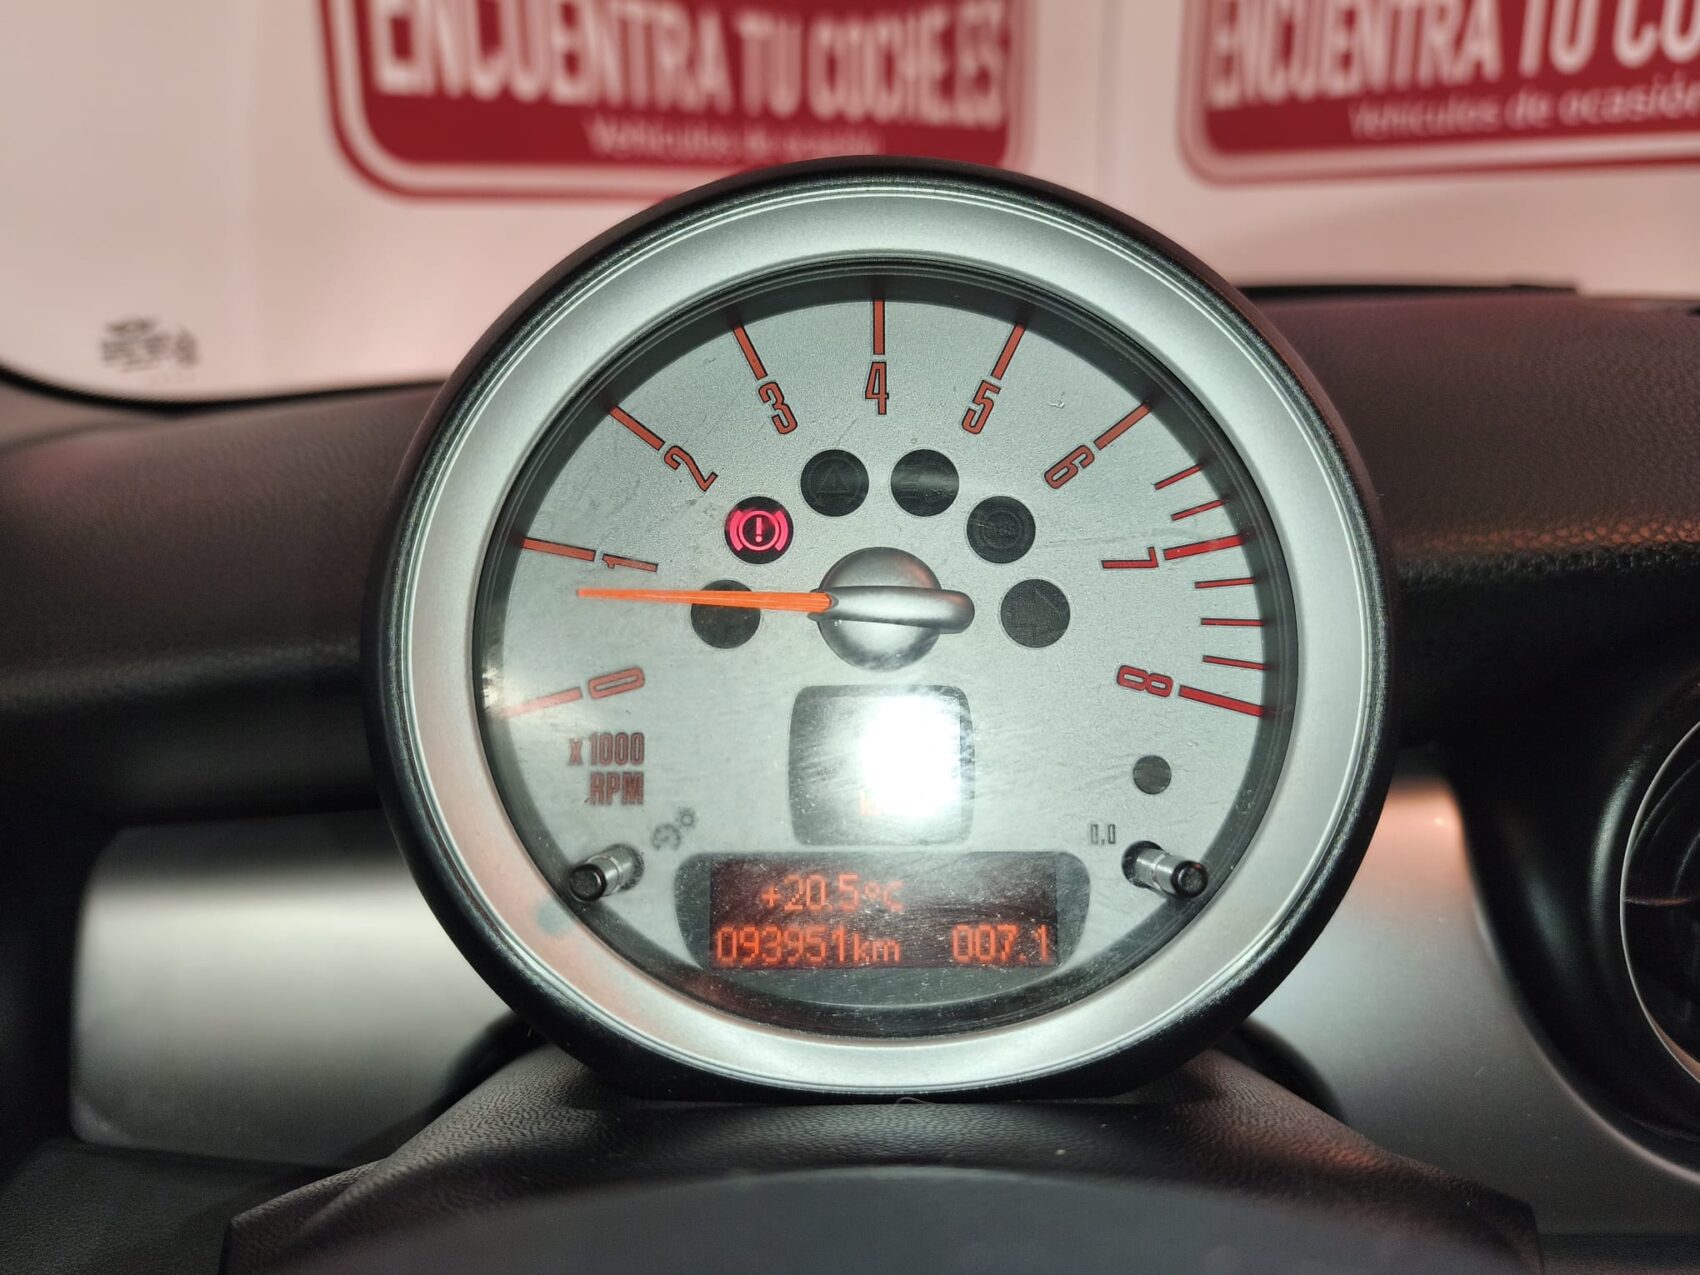 ENCUENTRA TU COCHE.ES
Vehículos de ocasión
ENCUENTRA TU CO
Vehículos de ocasión
0
1
2
3
4
5
6
7
8
x1000
RPM
0,0
+20.5°C
093951km 007.1